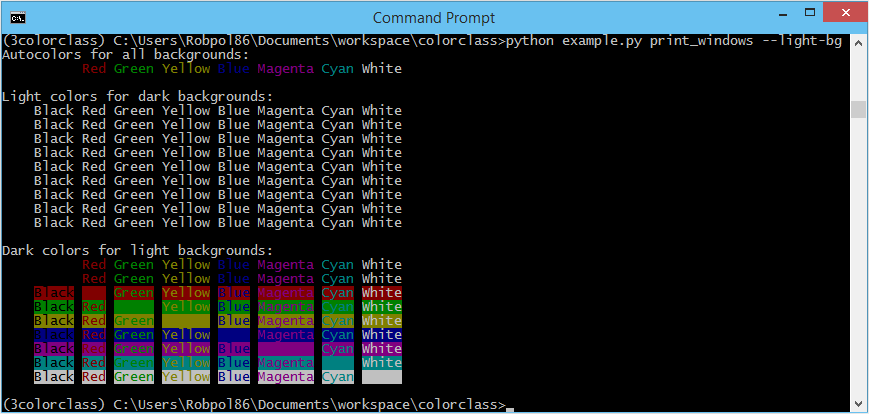 Command Prompt
(3colorclass) C:\Users\Robpol86\Documents\workspace\colorclass>python example.py print_windows --light-bg
Autocolors for all backgrounds:
Red Green Yellow Blue Magenta Cyan White
Light colors for dark backgrounds:
Black Red Green Yellow Blue Magenta Cyan White
Black Red Green Yellow Blue Magenta Cyan White
Black Red Green Yellow Blue Magenta Cyan White
Black Red Green Yellow Blue Magenta Cyan White
Black Red Green Yellow Blue Magenta Cyan White
Black Red Green Yellow Blue Magenta Cyan White
Black Red Green Yellow Blue Magenta Cyan White
Black Red Green Yellow Blue Magenta Cyan White
Black Red Green Yellow Blue Magenta Cyan White
Dark colors for light backgrounds:
Red Green Yellow Blue Magenta Cyan White
Red Green Yellow Blue Magenta Cyan White
Black Green Yellow Blue Magenta Cyan White
Black Red Yellow Blue Magenta Cyan White
Black Red Green Blue Magenta Cyan White
Black Red Green Yellow Magenta Cyan White
Black Red Green Yellow Blue Cyan White
Black Red Green Yellow Blue Magenta White
Black Red Green Yellow Blue Magenta Cyan
(3colorclass) C:\Users\Robpol86\Documents\workspace\colorclass>